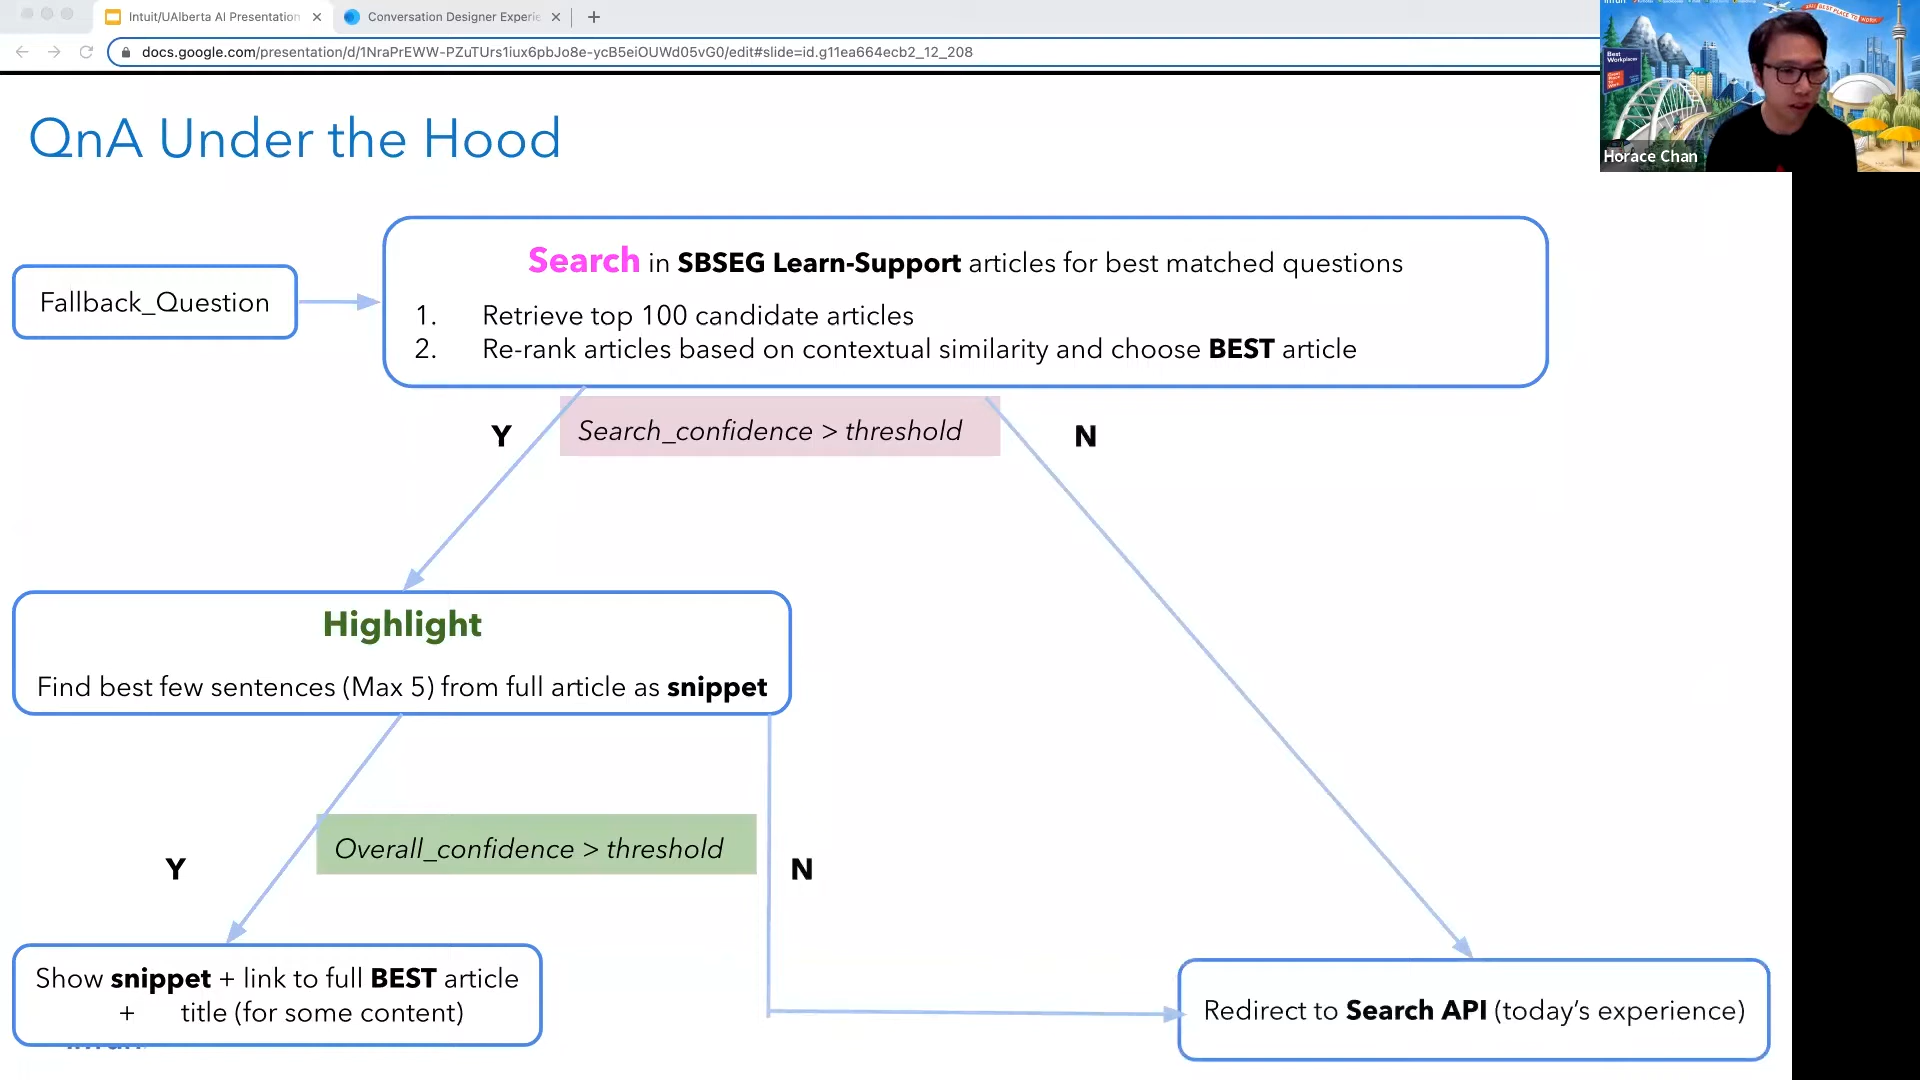 Intuit/UAlberta AI Presentation
Conversation Designer Experie
docs.google.com/presentation/d/1NraPrEWW-PZuTUrs1iux6pbJo8e-ycB5eiOUWd05vG0/edit#slide=id.g11ea664ecb2_12_208
Best
Workplaces
Horace Chan
QnA Under the Hood
Fallback_Question
Search in SBSEG Learn-Support articles for best matched questions
1. Retrieve top 100 candidate articles
2. Re-rank articles based on contextual similarity and choose BEST article
Y
Search_confidence > threshold
N
Highlight
Find best few sentences (Max 5) from full article as snippet
Y
Overall_confidence > threshold
N
Show snippet + link to full BEST article
+ title (for some content)
Redirect to Search API (today’s experience)